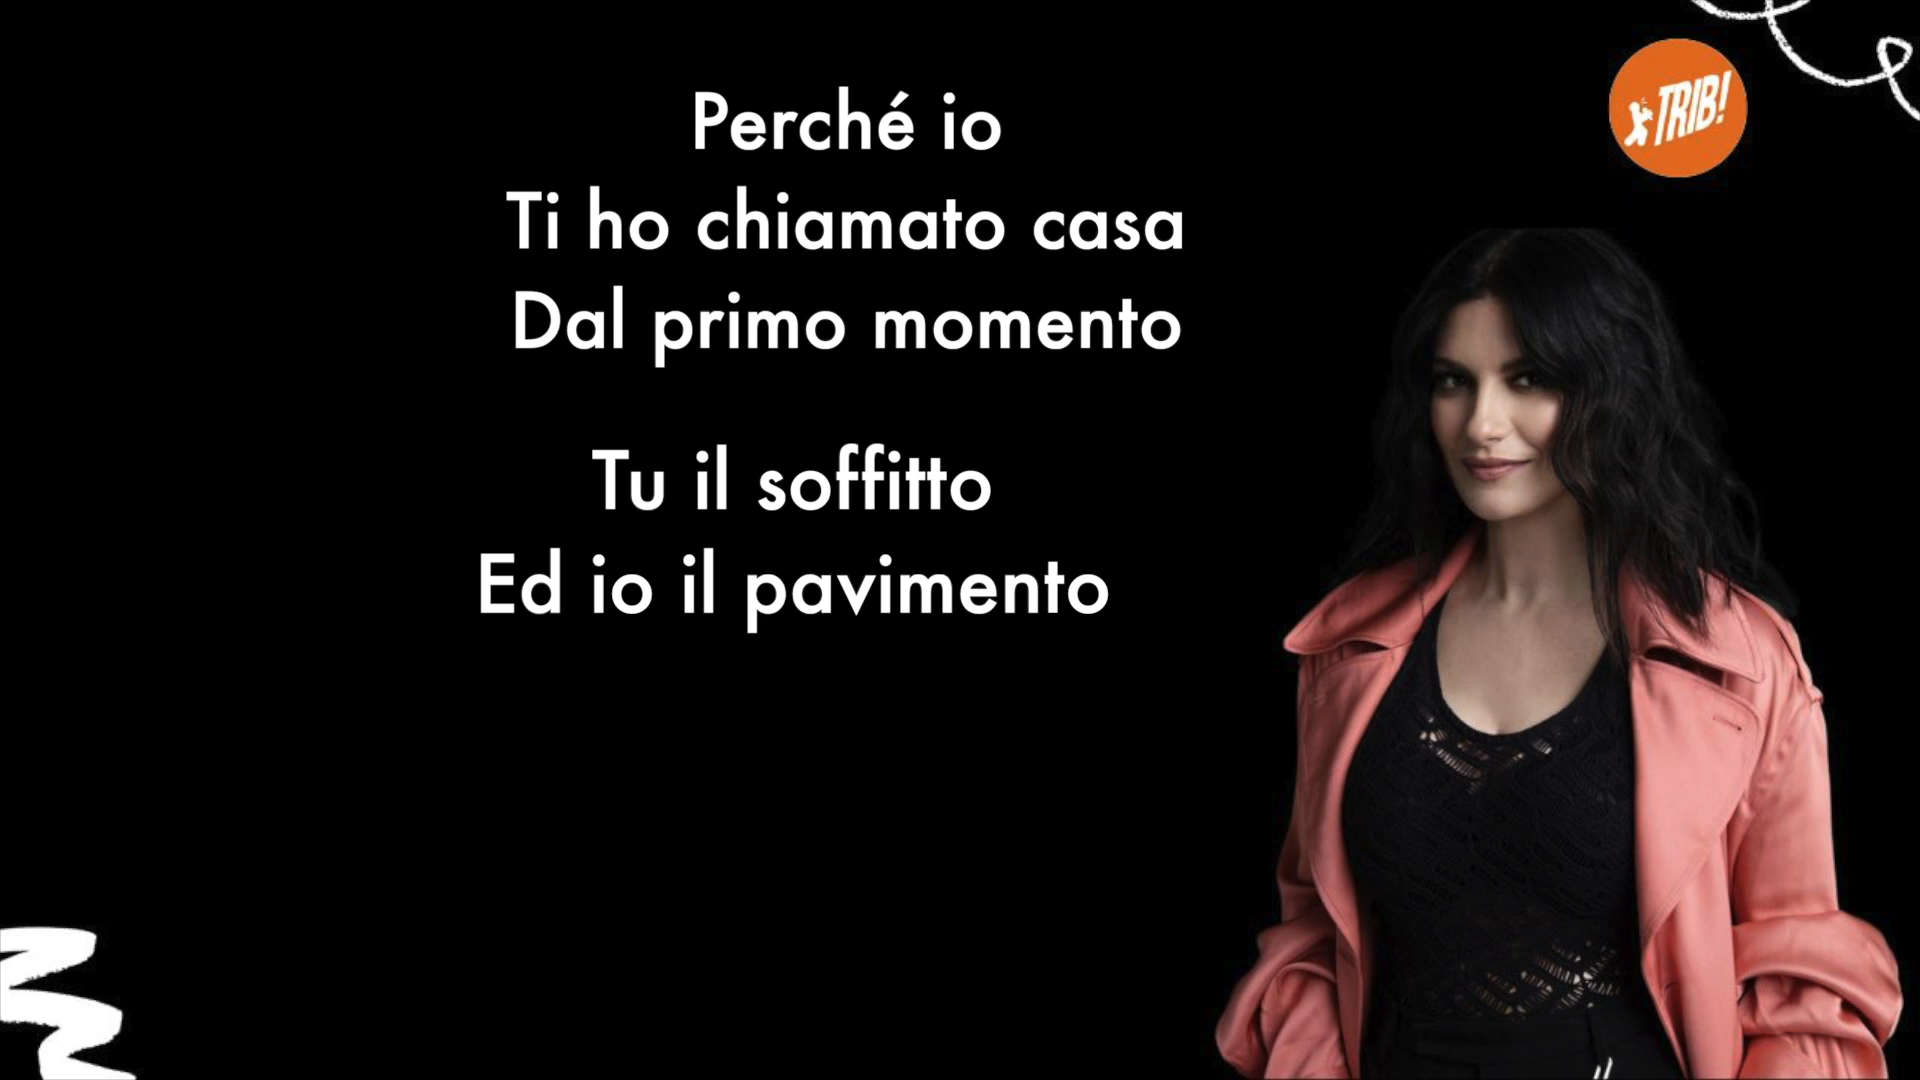 Perché io
Ti ho chiamato casa
Dal primo momento
Tu il soffitto
Ed io il pavimento
TRIB!